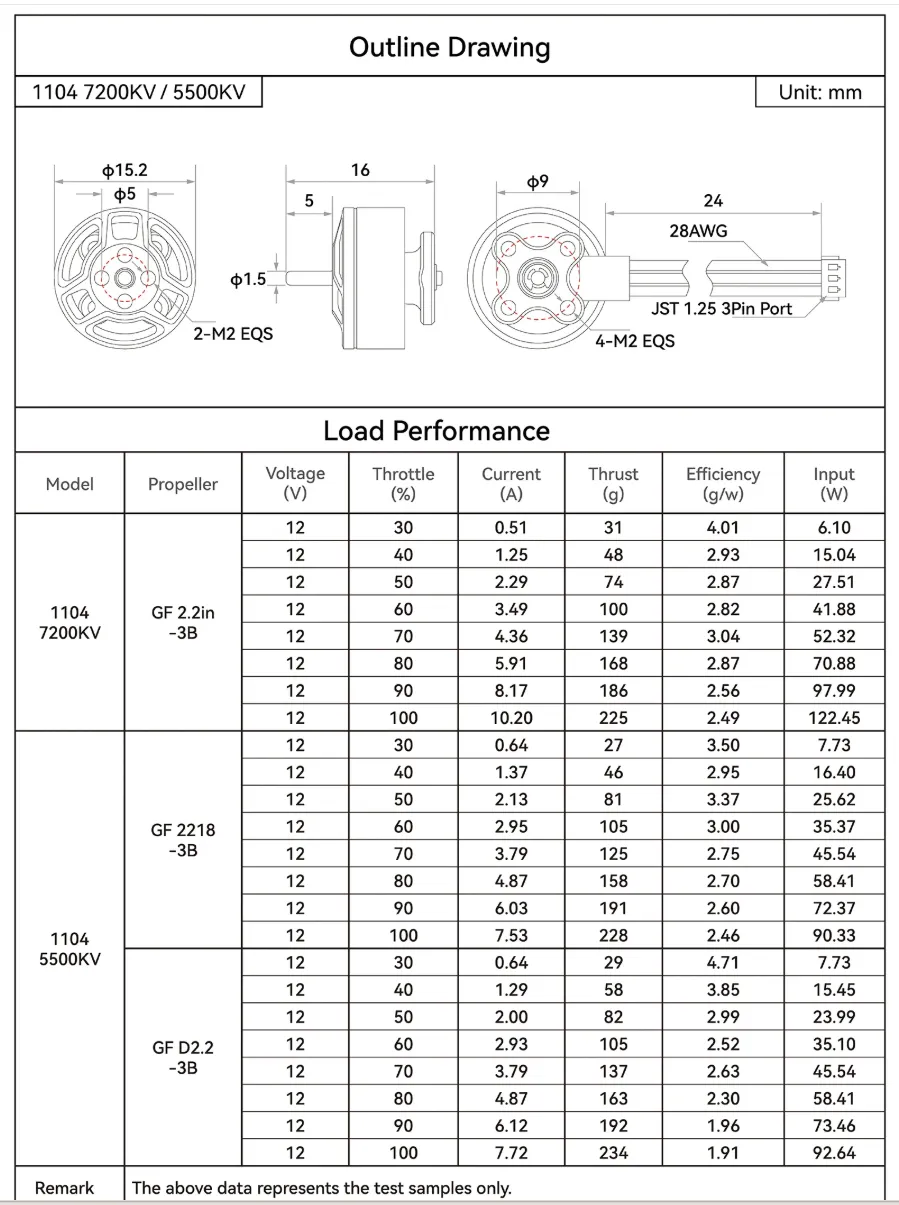 Outline Drawing
1104 7200KV / 5500KV
Unit: mm
ϕ15.2
ϕ5
2-M2 EQS
16
5
ϕ1.5
ϕ9
24
28AWG
JST 1.25 3Pin Port
4-M2 EQS
Load Performance
Model Propeller Voltage (V) Throttle (%) Current (A) Thrust (g) Efficiency (g/w) Input (W)
1104 7200KV
GF 2.2in -3B
12 30 0.51 31 4.01 6.10
12 40 1.25 48 2.93 15.04
12 50 2.29 74 2.87 27.51
12 60 3.49 100 2.82 41.88
12 70 4.36 139 3.04 52.32
12 80 5.91 168 2.87 70.88
12 90 8.17 186 2.56 97.99
12 100 10.20 225 2.49 122.45
1104 5500KV
GF 2218 -3B
12 30 0.64 27 3.50 7.73
12 40 1.37 46 2.95 16.40
12 50 2.13 81 3.37 25.62
12 60 2.95 105 3.00 35.37
12 70 3.79 125 2.75 45.54
12 80 4.87 158 2.70 58.41
12 90 6.03 191 2.60 72.37
12 100 7.53 228 2.46 90.33
GF D2.2 -3B
12 30 0.64 29 4.71 7.73
12 40 1.29 58 3.85 15.45
12 50 2.00 82 2.99 23.99
12 60 2.93 105 2.52 35.10
12 70 3.79 137 2.63 45.54
12 80 4.87 163 2.30 58.41
12 90 6.12 192 1.96 73.46
12 100 7.72 234 1.91 92.64
Remark The above data represents the test samples only.